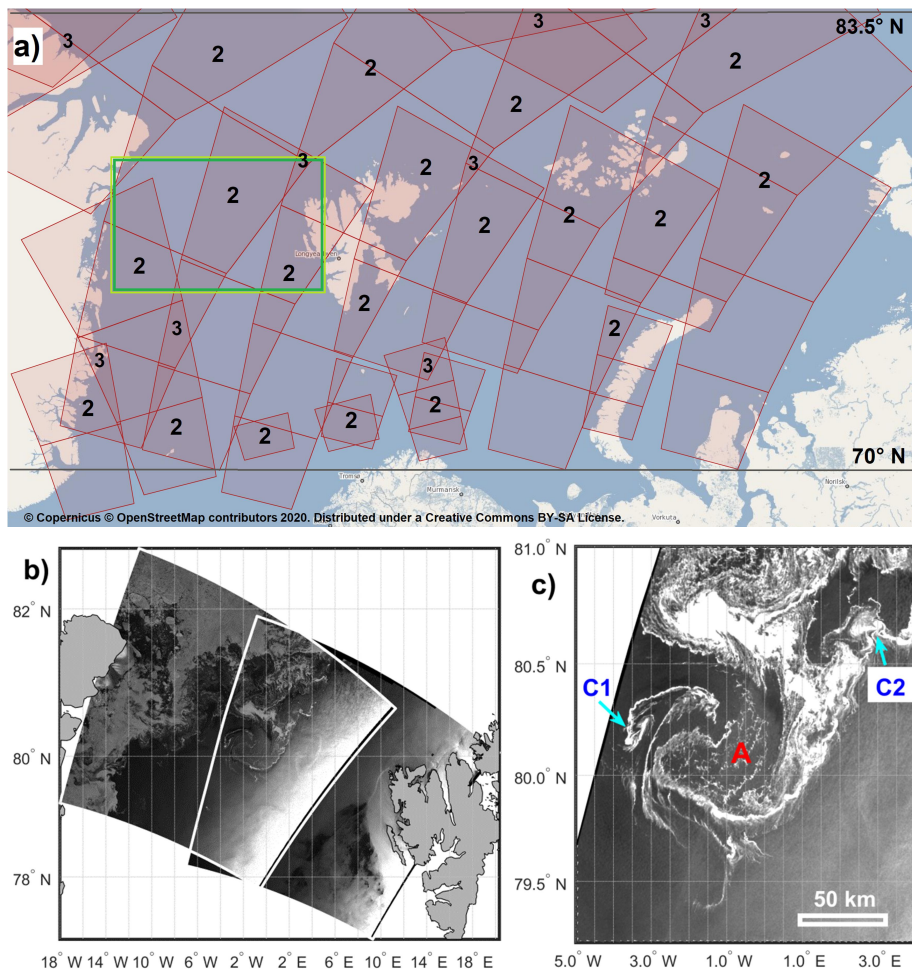 a)
83.5° N
3
2
3
2
2
2
3
3
2
2
2
2
2
2
Longyearbyen
2
2
2
3
2
3
3
2
2
2
2
2
70° N
Tromsø
Murmansk
Norilsk
© Copernicus © OpenStreetMap contributors 2020. Distributed under a Creative Commons BY-SA License.
Vorkuta
b)
82° N
80° N
78° N
18° W 14° W 10° W 6° W 2° W 2° E 6° E 10° E 18° E
c)
81.0° N
80.5° N
80.0° N
79.5° N
C1
C2
A
50 km
5.0° W 3.0° W 1.0° W 1.0° E 3.0° E